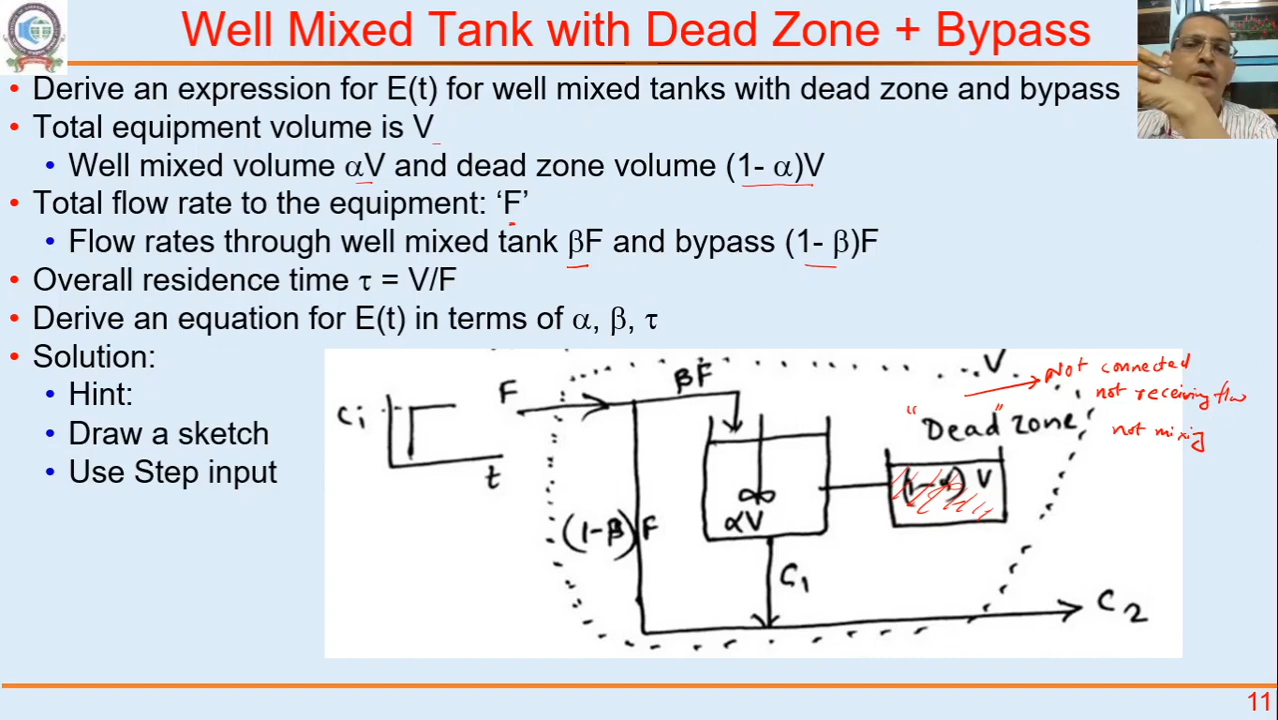 Well Mixed Tank with Dead Zone + Bypass
• Derive an expression for E(t) for well mixed tanks with dead zone and bypass
• Total equipment volume is V
• Well mixed volume αV and dead zone volume (1- α)V
• Total flow rate to the equipment: ‘F’
• Flow rates through well mixed tank βF and bypass (1- β)F
• Overall residence time τ = V/F
• Derive an equation for E(t) in terms of α, β, τ
• Solution:
• Hint:
• Draw a sketch
• Use Step input
Ci
t
F
βF
V
Not connected
not receiving flow
not mixing
"Dead" zone
(1-α) V
αV
(1-β) F
C1
C2
11